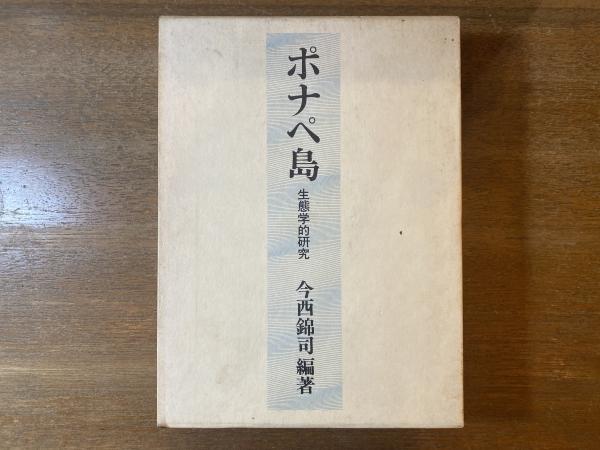 ポナペ島
生態学的研究
今西錦司編著